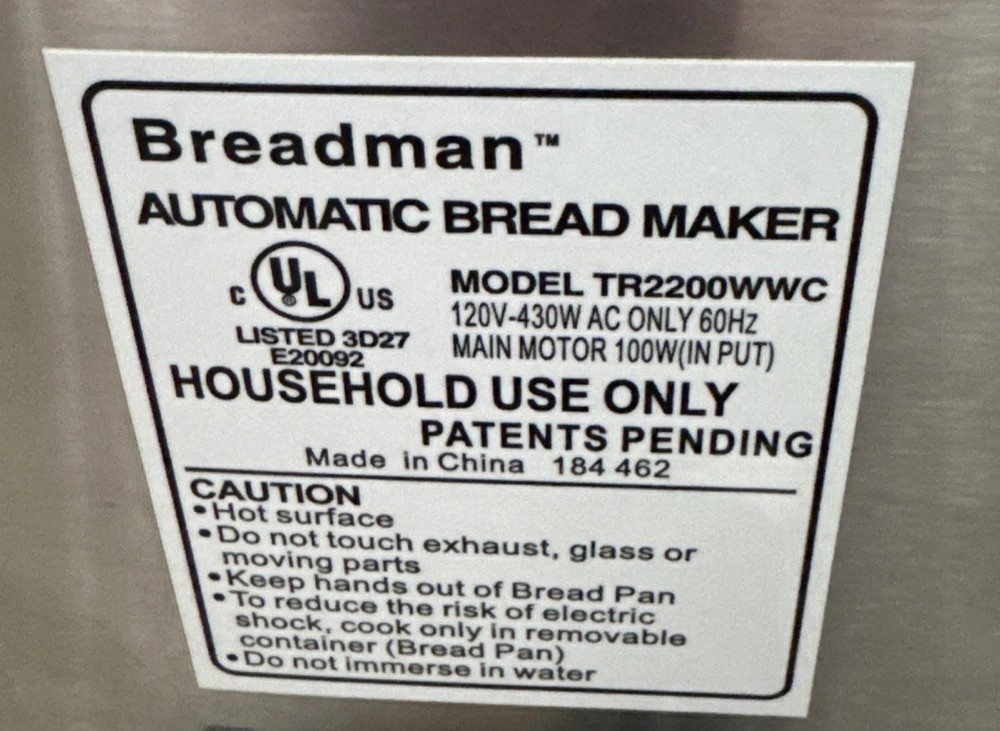 Breadman™
AUTOMATIC BREAD MAKER
C UL ® US
LISTED 3D27
E20092
MODEL TR2200WWC
120V-430W AC ONLY 60Hz
MAIN MOTOR 100W(IN PUT)
HOUSEHOLD USE ONLY
PATENTS PENDING
Made in China 184 462
CAUTION
•Hot surface
•Do not touch exhaust, glass or
moving parts
•Keep hands out of Bread Pan
•To reduce the risk of electric
shock, cook only in removable
container (Bread Pan)
•Do not immerse in water